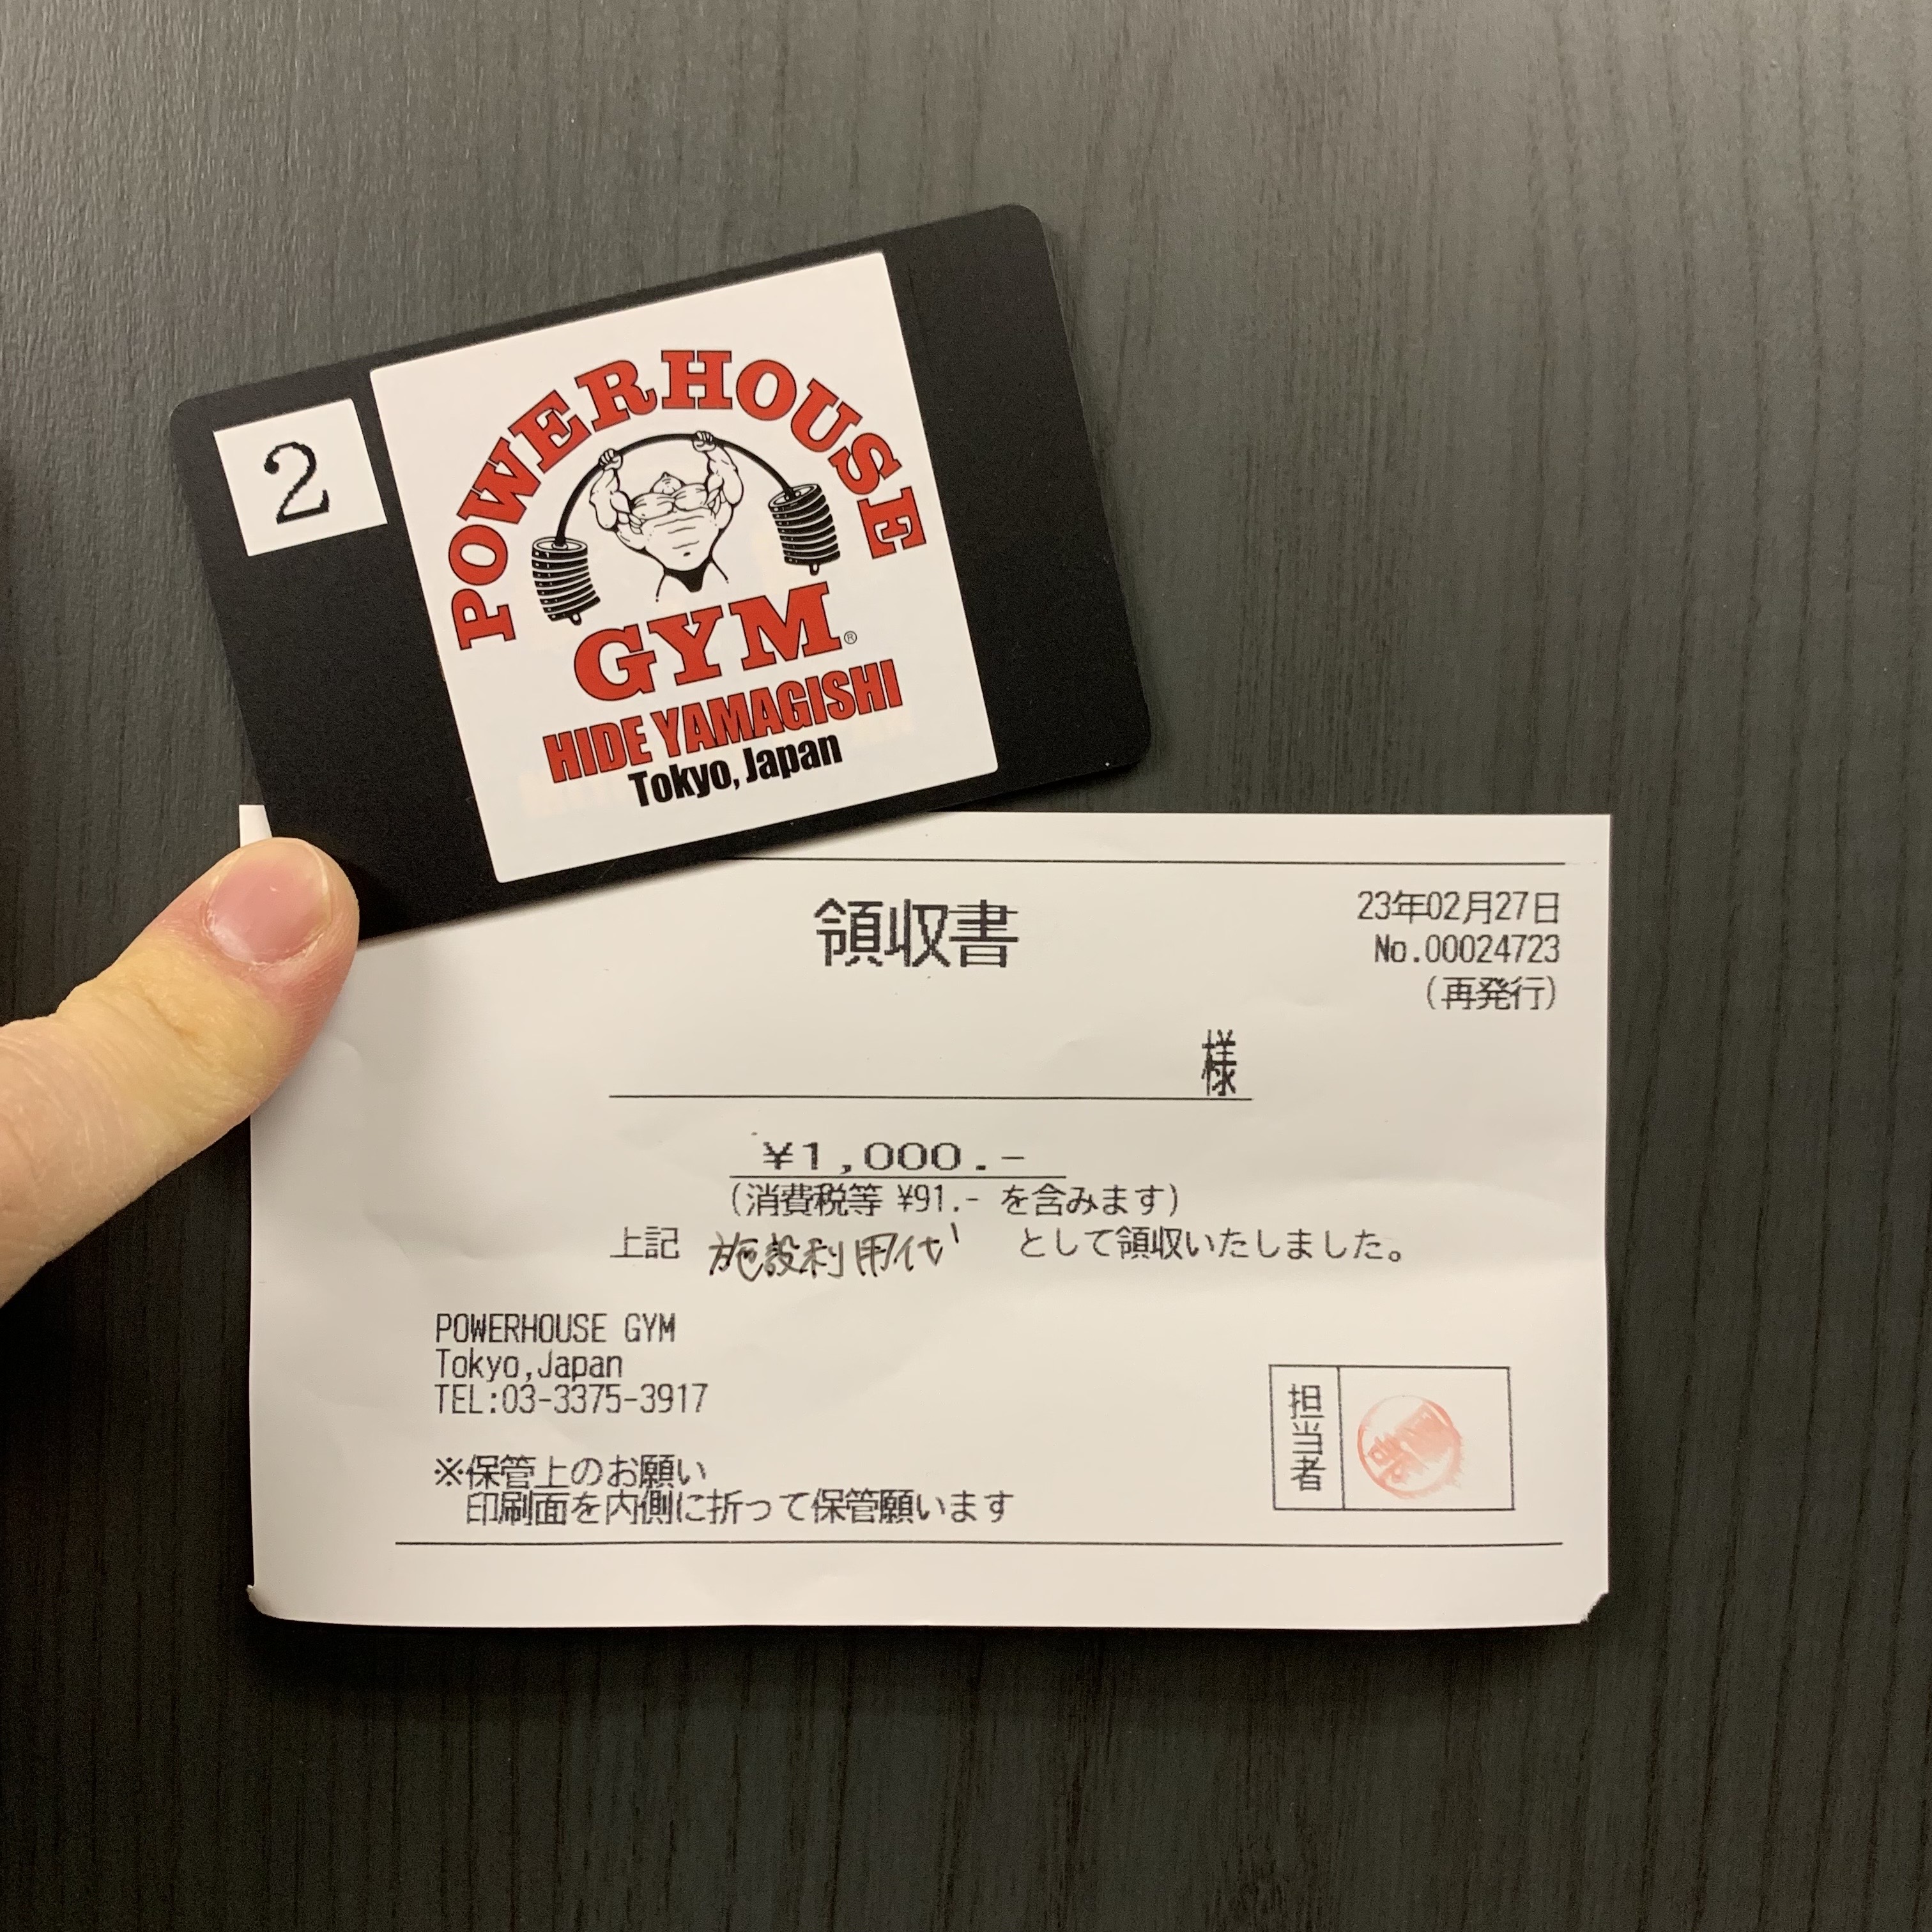 2
POWERHOUSE
GYM®
HIDE YAMAGISHI
Tokyo, Japan
領収書
23年02月27日
No.00024723
(再発行)
様
¥1,000.-
(消費税等 ¥91.- を含みます)
上記 施設利用代 として領収いたしました。
POWERHOUSE GYM
Tokyo,Japan
TEL:03-3375-3917
担当者
※保管上のお願い
印刷面を内側に折って保管願います